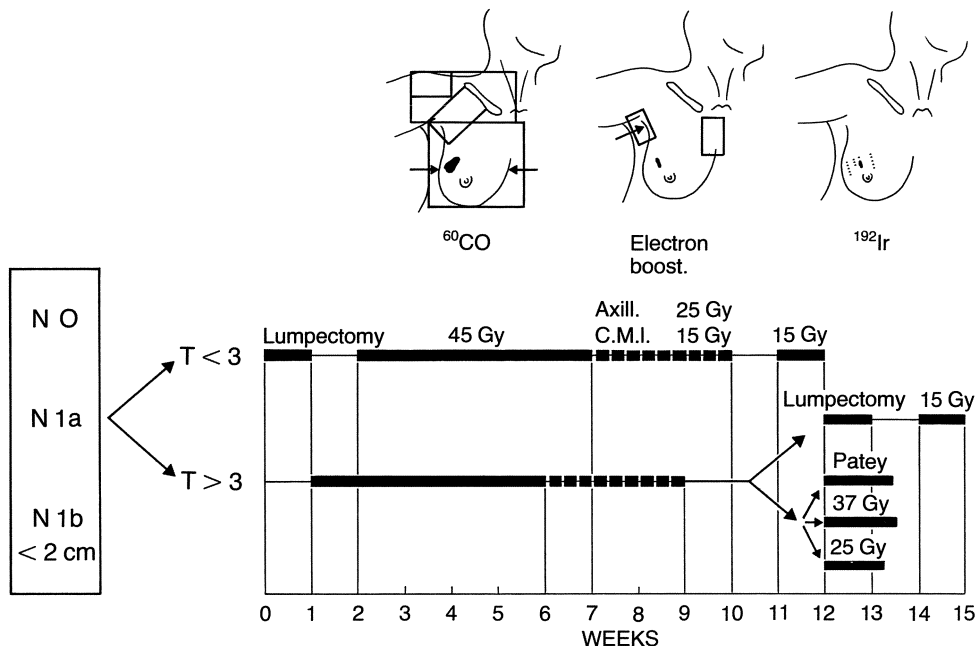 60CO
Electron
boost.
192Ir
N O
N 1a
N 1b
< 2 cm
T < 3
T > 3
Lumpectomy
45 Gy
Axill. 25 Gy
C.M.I. 15 Gy
15 Gy
Lumpectomy 15 Gy
Patey
37 Gy
25 Gy
0 1 2 3 4 5 6 7 8 9 10 11 12 13 14 15
WEEKS